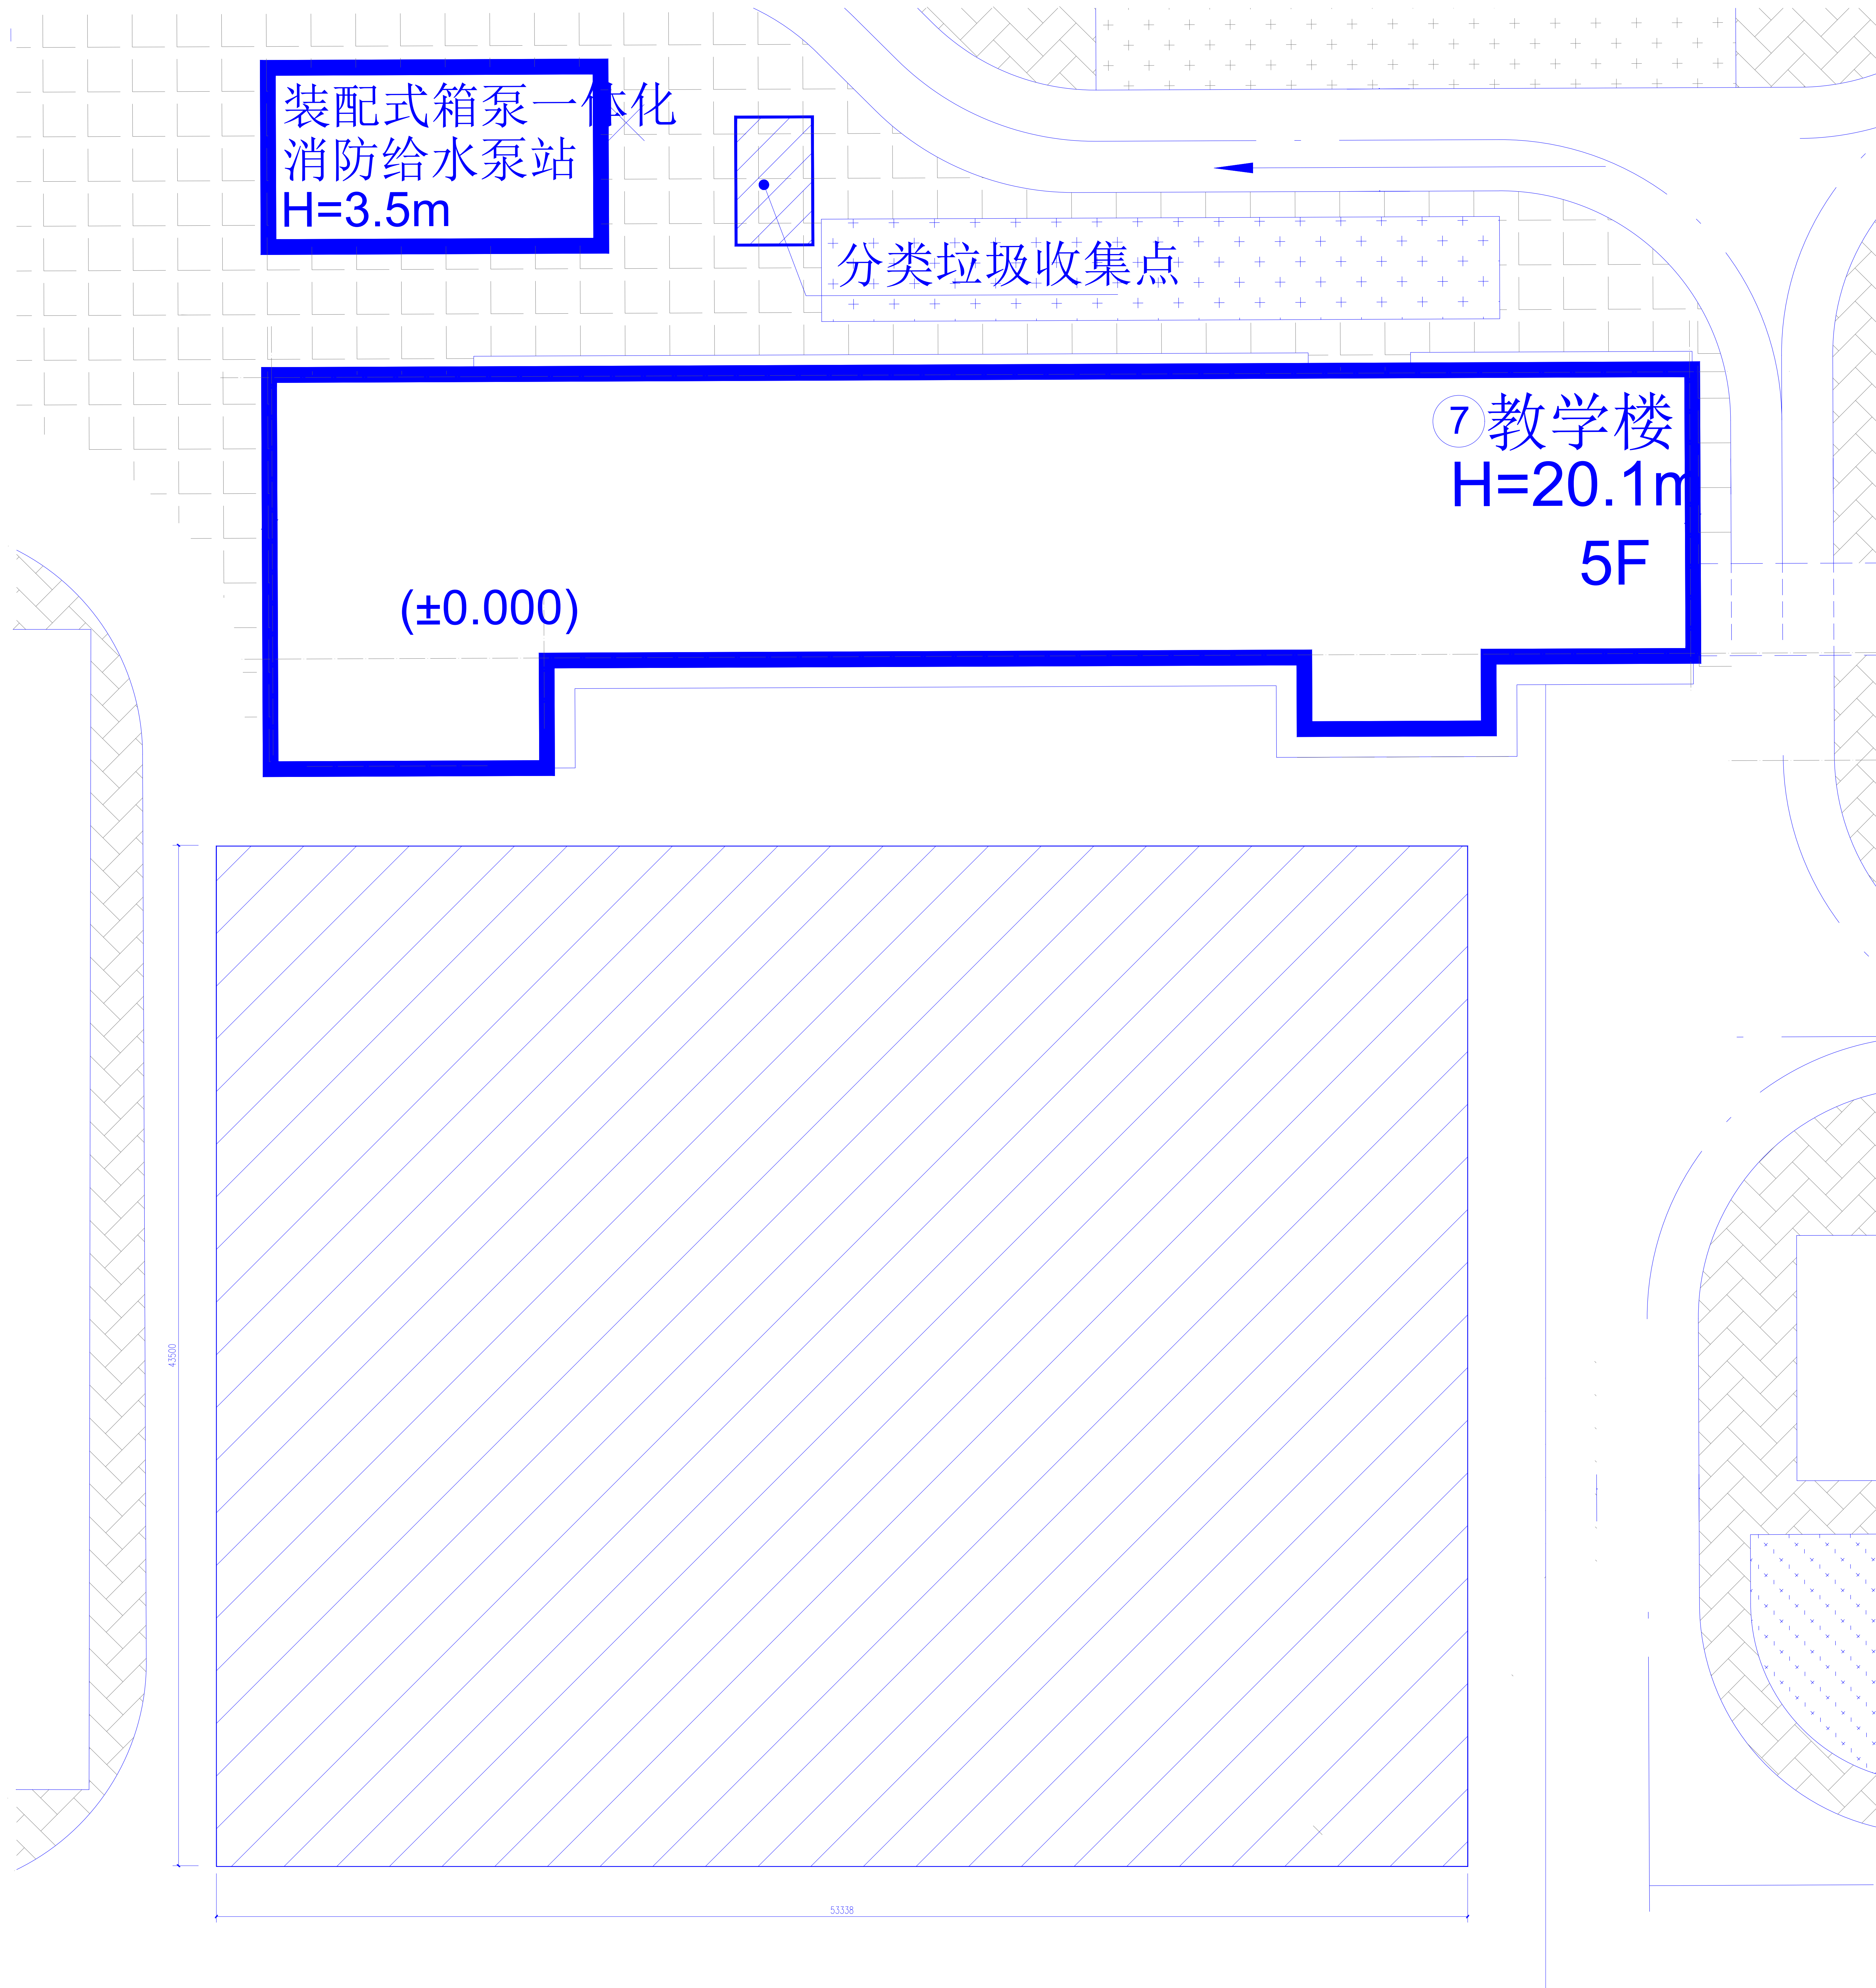 装配式箱泵一体化
消防给水泵站
H=3.5m
分类垃圾收集点
7 教学楼
H=20.1m
5F
(±0.000)
43500
53338